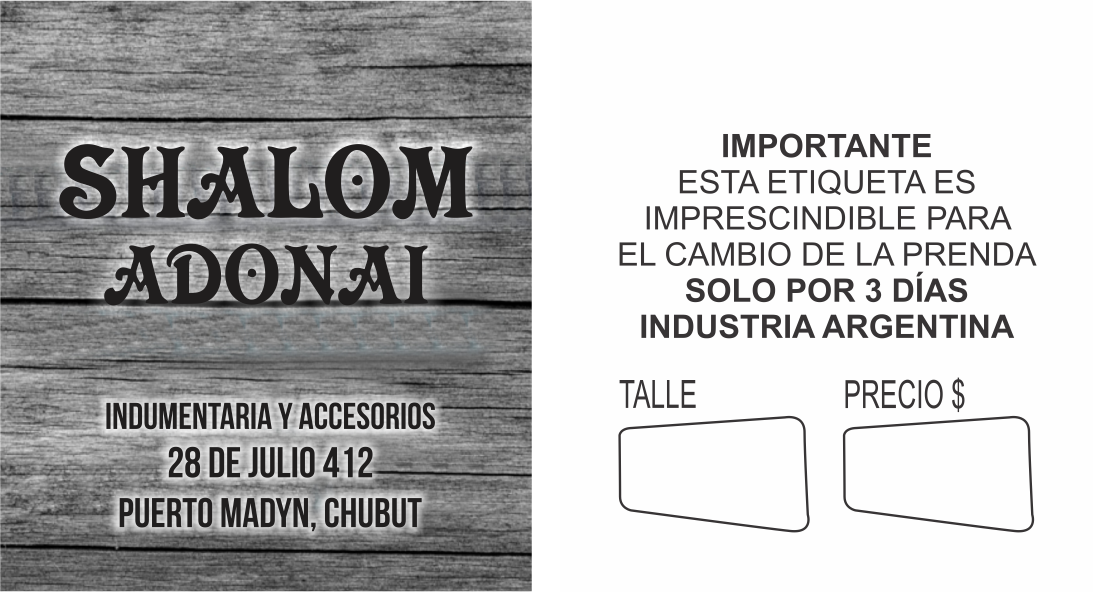 SHALOM
ADONAI
INDUMENTARIA Y ACCESORIOS
28 DE JULIO 412
PUERTO MADYN, CHUBUT
IMPORTANTE
ESTA ETIQUETA ES
IMPRESCINDIBLE PARA
EL CAMBIO DE LA PRENDA
SOLO POR 3 DÍAS
INDUSTRIA ARGENTINA
TALLE
PRECIO $